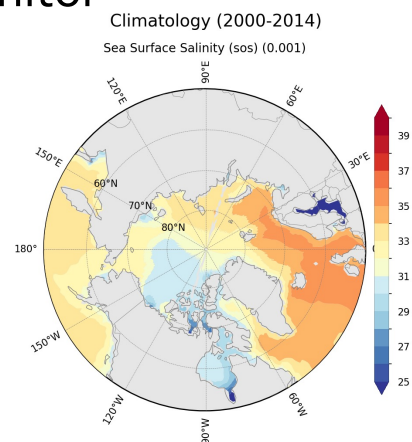 Climatology (2000-2014)
Sea Surface Salinity (sos) (0.001)
90°E
120°E
60°E
150°E
30°E
60°N
70°N
80°N
180°
150°W
120°W
90°W
60°W
39
37
35
33
31
29
27
25